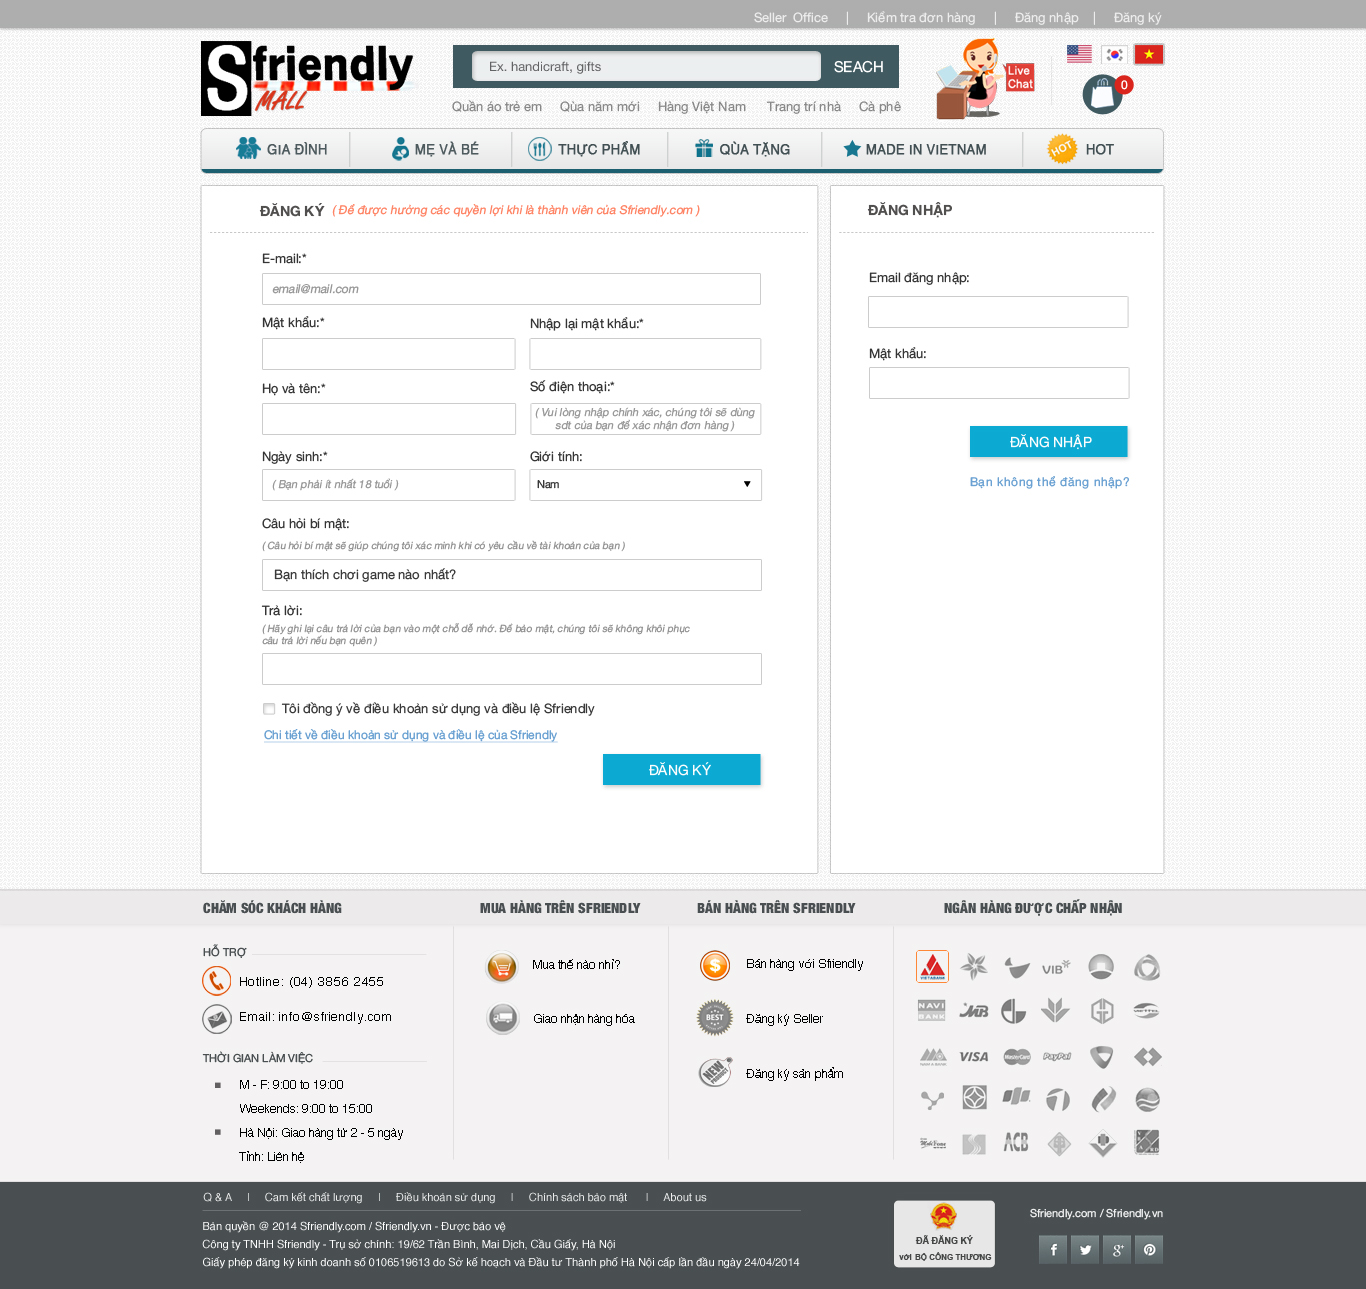 Seller Office | Kiểm tra đơn hàng | Đăng nhập | Đăng ký
Sfriendly
MALL
Ex. handicraft, gifts
SEACH
Live
Chat
0
Quần áo trẻ em Qùa năm mới Hàng Việt Nam Trang trí nhà Cà phê
GIA ĐÌNH MẸ VÀ BÉ THỰC PHẨM QÙA TẶNG MADE IN VIETNAM HOT HOT
ĐĂNG KÝ ( Để được hưởng các quyền lợi khi là thành viên của Sfriendly.com )
E-mail:*
email@mail.com
Mật khẩu:* Nhập lại mật khẩu:*
Họ và tên:* Số điện thoại:*
( Vui lòng nhập chính xác, chúng tôi sẽ dùng
sdt của bạn để xác nhận đơn hàng )
Ngày sinh:* Giới tính:
( Bạn phải ít nhất 18 tuổi ) Nam
Câu hỏi bí mật:
( Câu hỏi bí mật sẽ giúp chúng tôi xác minh khi có yêu cầu về tài khoản của bạn )
Bạn thích chơi game nào nhất?
Trả lời:
( Hãy ghi lại câu trả lời của bạn vào một chỗ dễ nhớ. Để bảo mật, chúng tôi sẽ không khôi phục
câu trả lời nếu bạn quên )
Tôi đồng ý về điều khoản sử dụng và điều lệ Sfriendly
Chi tiết về điều khoản sử dụng và điều lệ của Sfriendly
ĐĂNG KÝ
ĐĂNG NHẬP
Email đăng nhập:
Mật khẩu:
ĐĂNG NHẬP
Bạn không thể đăng nhập?
CHĂM SÓC KHÁCH HÀNG
HỖ TRỢ
Hotline: (04) 3856 2455
Email: info@sfriendly.com
THỜI GIAN LÀM VIỆC
M - F: 9:00 to 19:00
Weekends: 9:00 to 15:00
Hà Nội: Giao hàng từ 2 - 5 ngày
Tỉnh: Liên hệ
MUA HÀNG TRÊN SFRIENDLY
Mua thế nào nhỉ?
Giao nhận hàng hóa
BÁN HÀNG TRÊN SFRIENDLY
Bán hàng với Sfriendly
BEST
Đăng ký Seller
NEW
Đăng ký sản phẩm
NGÂN HÀNG ĐƯỢC CHẤP NHẬN
VIETABANK VIB
NAVI
BANK
MB
VISA MasterCard PayPal
ACB
Q & A | Cam kết chất lượng | Điều khoản sử dụng | Chính sách bảo mật | About us
Bản quyền @ 2014 Sfriendly.com / Sfriendly.vn - Được bảo vệ
Công ty TNHH Sfriendly - Trụ sở chính: 19/62 Trần Bình, Mai Dịch, Cầu Giấy, Hà Nội
Giấy phép đăng ký kinh doanh số 0106519613 do Sở kế hoạch và Đầu tư Thành phố Hà Nội cấp lần đầu ngày 24/04/2014
ĐÃ ĐĂNG KÝ
với BỘ CÔNG THƯƠNG
Sfriendly.com / Sfriendly.vn